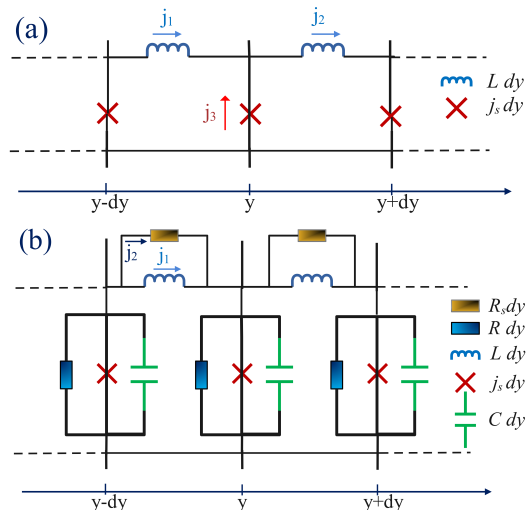 (a)
j₁
j₂
j₃
L dy
jₛ dy
y-dy
y
y+dy
(b)
j₂
j₁
Rₛdy
R dy
L dy
jₛ dy
C dy
y-dy
y
y+dy